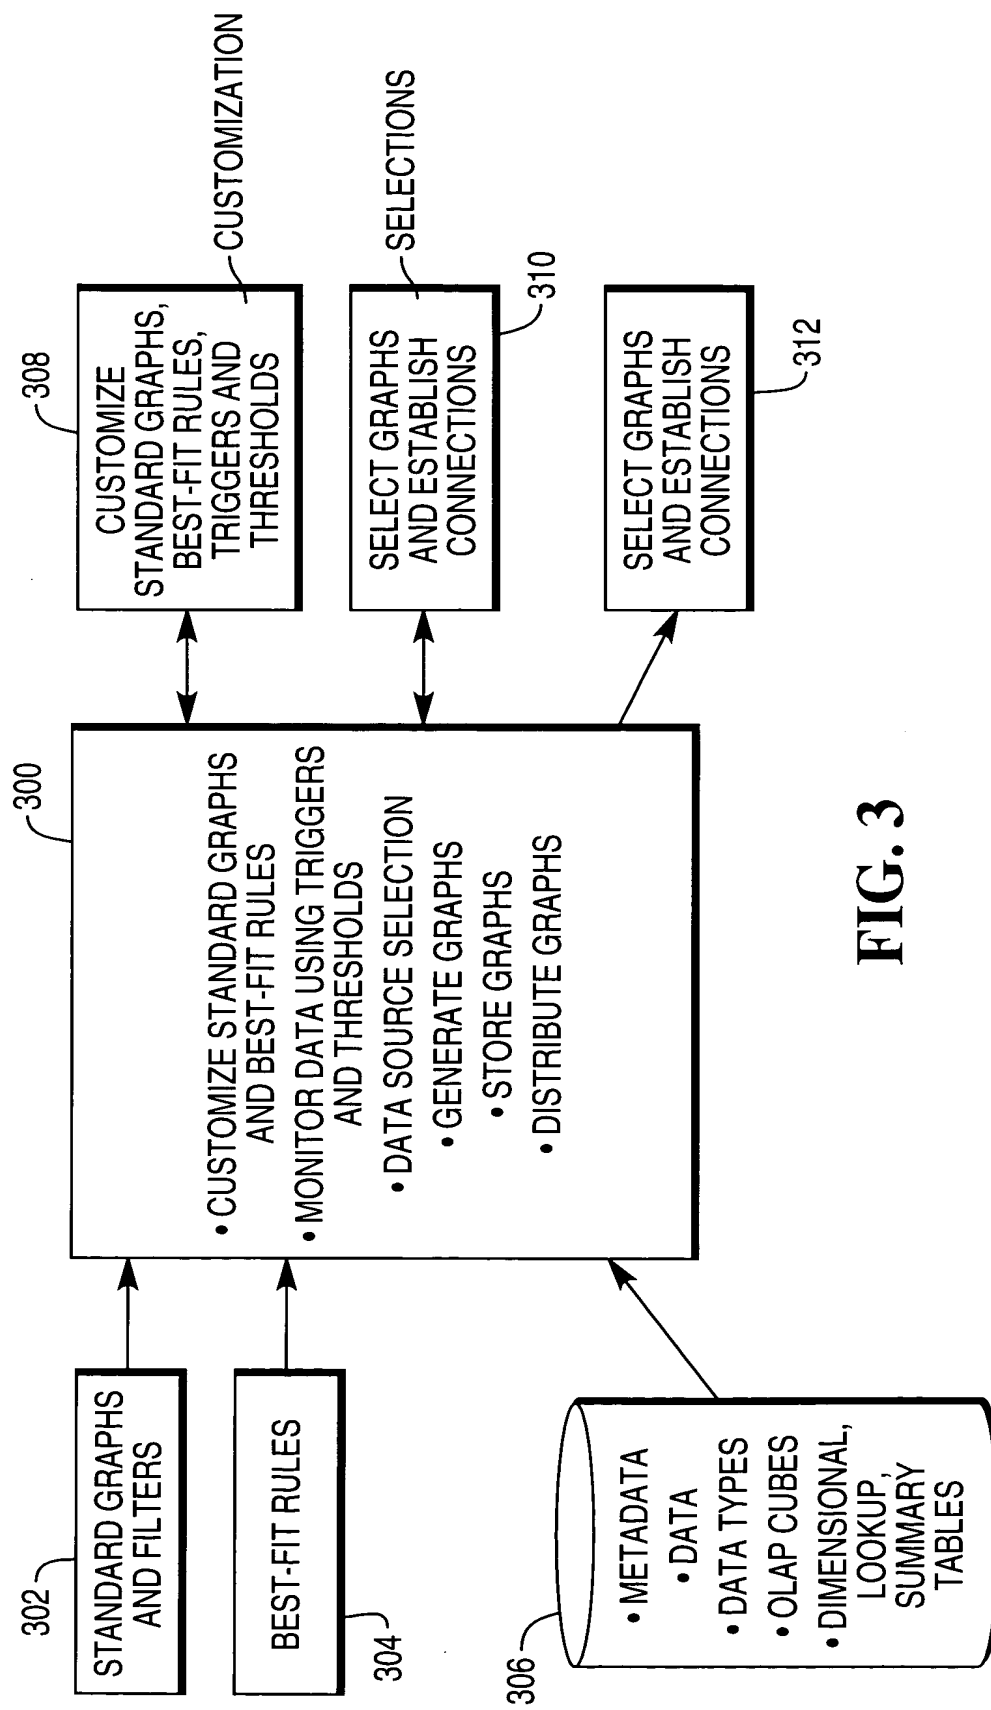 302
STANDARD GRAPHS
AND FILTERS
304
BEST-FIT RULES
306
• METADATA
• DATA
• DATA TYPES
• OLAP CUBES
• DIMENSIONAL,
LOOKUP,
SUMMARY
TABLES
300
• CUSTOMIZE STANDARD GRAPHS
AND BEST-FIT RULES
• MONITOR DATA USING TRIGGERS
AND THRESHOLDS
• DATA SOURCE SELECTION
• GENERATE GRAPHS
• STORE GRAPHS
• DISTRIBUTE GRAPHS
308
CUSTOMIZE
STANDARD GRAPHS,
BEST-FIT RULES,
TRIGGERS AND
THRESHOLDS
CUSTOMIZATION
SELECT GRAPHS
AND ESTABLISH
CONNECTIONS
SELECTIONS
310
SELECT GRAPHS
AND ESTABLISH
CONNECTIONS
312
FIG. 3